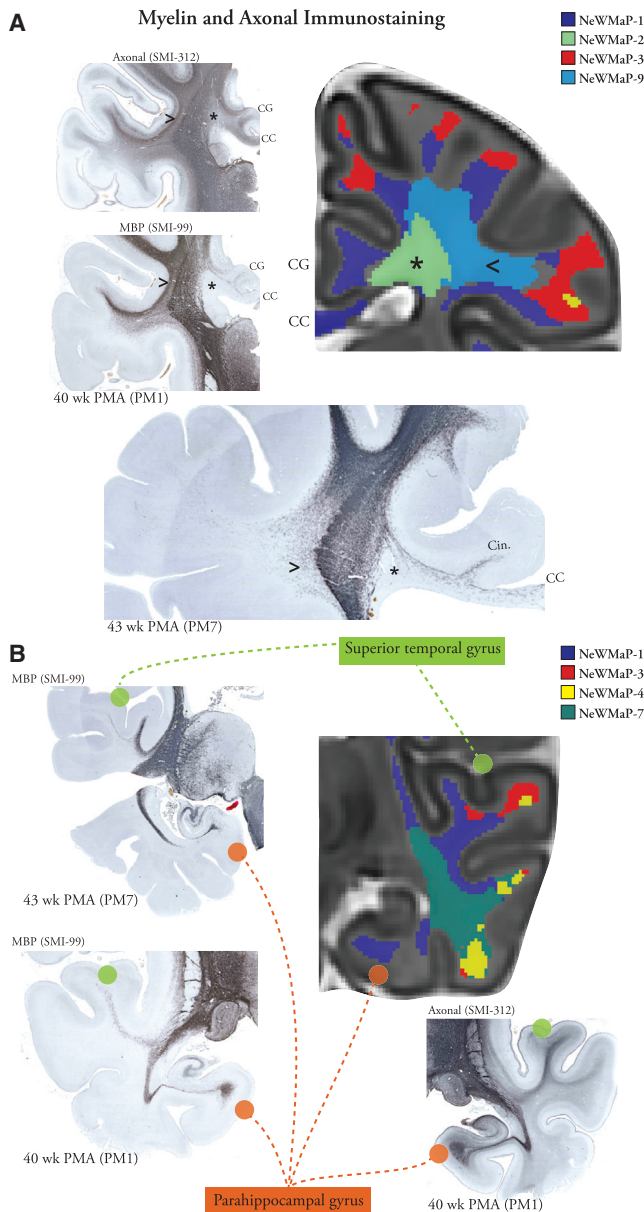 A
Myelin and Axonal Immunostaining
Axonal (SMI-312)
>
*
CG
CC
MBP (SMI-99)
>
*
CG
CC
40 wk PMA (PM1)
NeWMaP-1
NeWMaP-2
NeWMaP-3
NeWMaP-9
CG
CC
*
<
>
*
Cin.
CC
43 wk PMA (PM7)
B
Superior temporal gyrus
NeWMaP-1
NeWMaP-3
NeWMaP-4
NeWMaP-7
MBP (SMI-99)
43 wk PMA (PM7)
MBP (SMI-99)
40 wk PMA (PM1)
Axonal (SMI-312)
40 wk PMA (PM1)
Parahippocampal gyrus